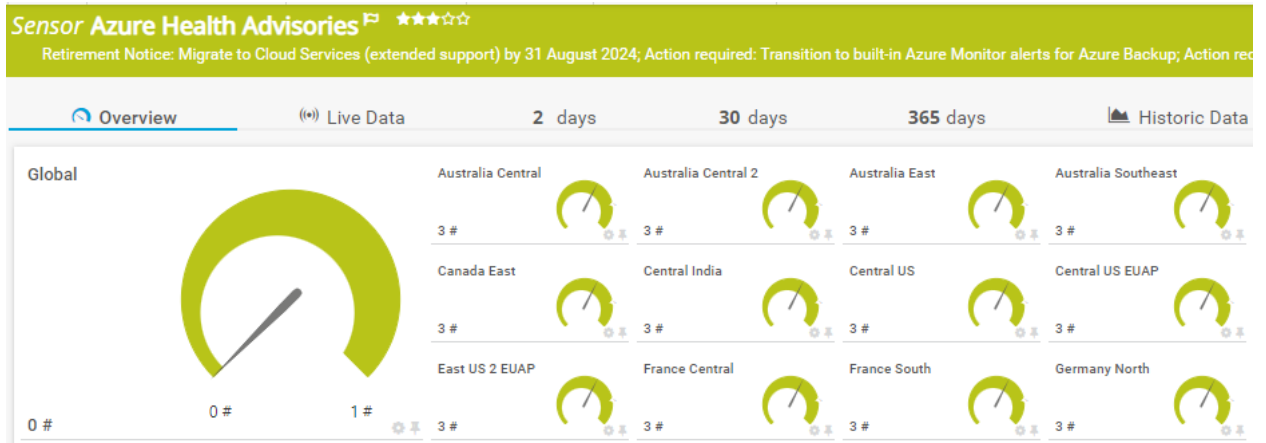 Sensor Azure Health Advisories
Retirement Notice: Migrate to Cloud Services (extended support) by 31 August 2024; Action required: Transition to built-in Azure Monitor alerts for Azure Backup; Action rec
Overview Live Data 2 days 30 days 365 days Historic Data
Global
0 # 1 #
0 #
Australia Central Australia Central 2 Australia East Australia Southeast
3 # 3 # 3 # 3 #
Canada East Central India Central US Central US EUAP
3 # 3 # 3 # 3 #
East US 2 EUAP France Central France South Germany North
3 # 3 # 3 # 3 #